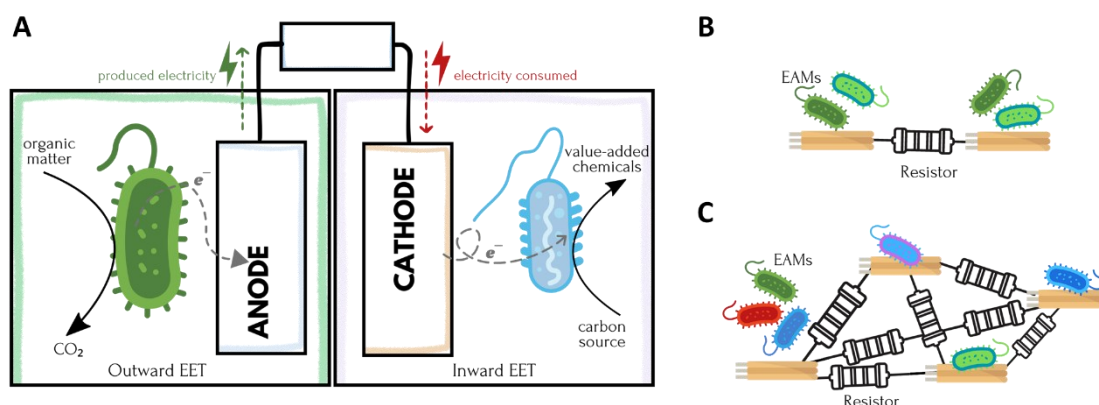 A
produced electricity
electricity consumed
organic
matter
e⁻
ANODE
CO₂
Outward EET
CATHODE
e⁻
value-added
chemicals
carbon
source
Inward EET
B
EAMs
Resistor
C
EAMs
Resistor